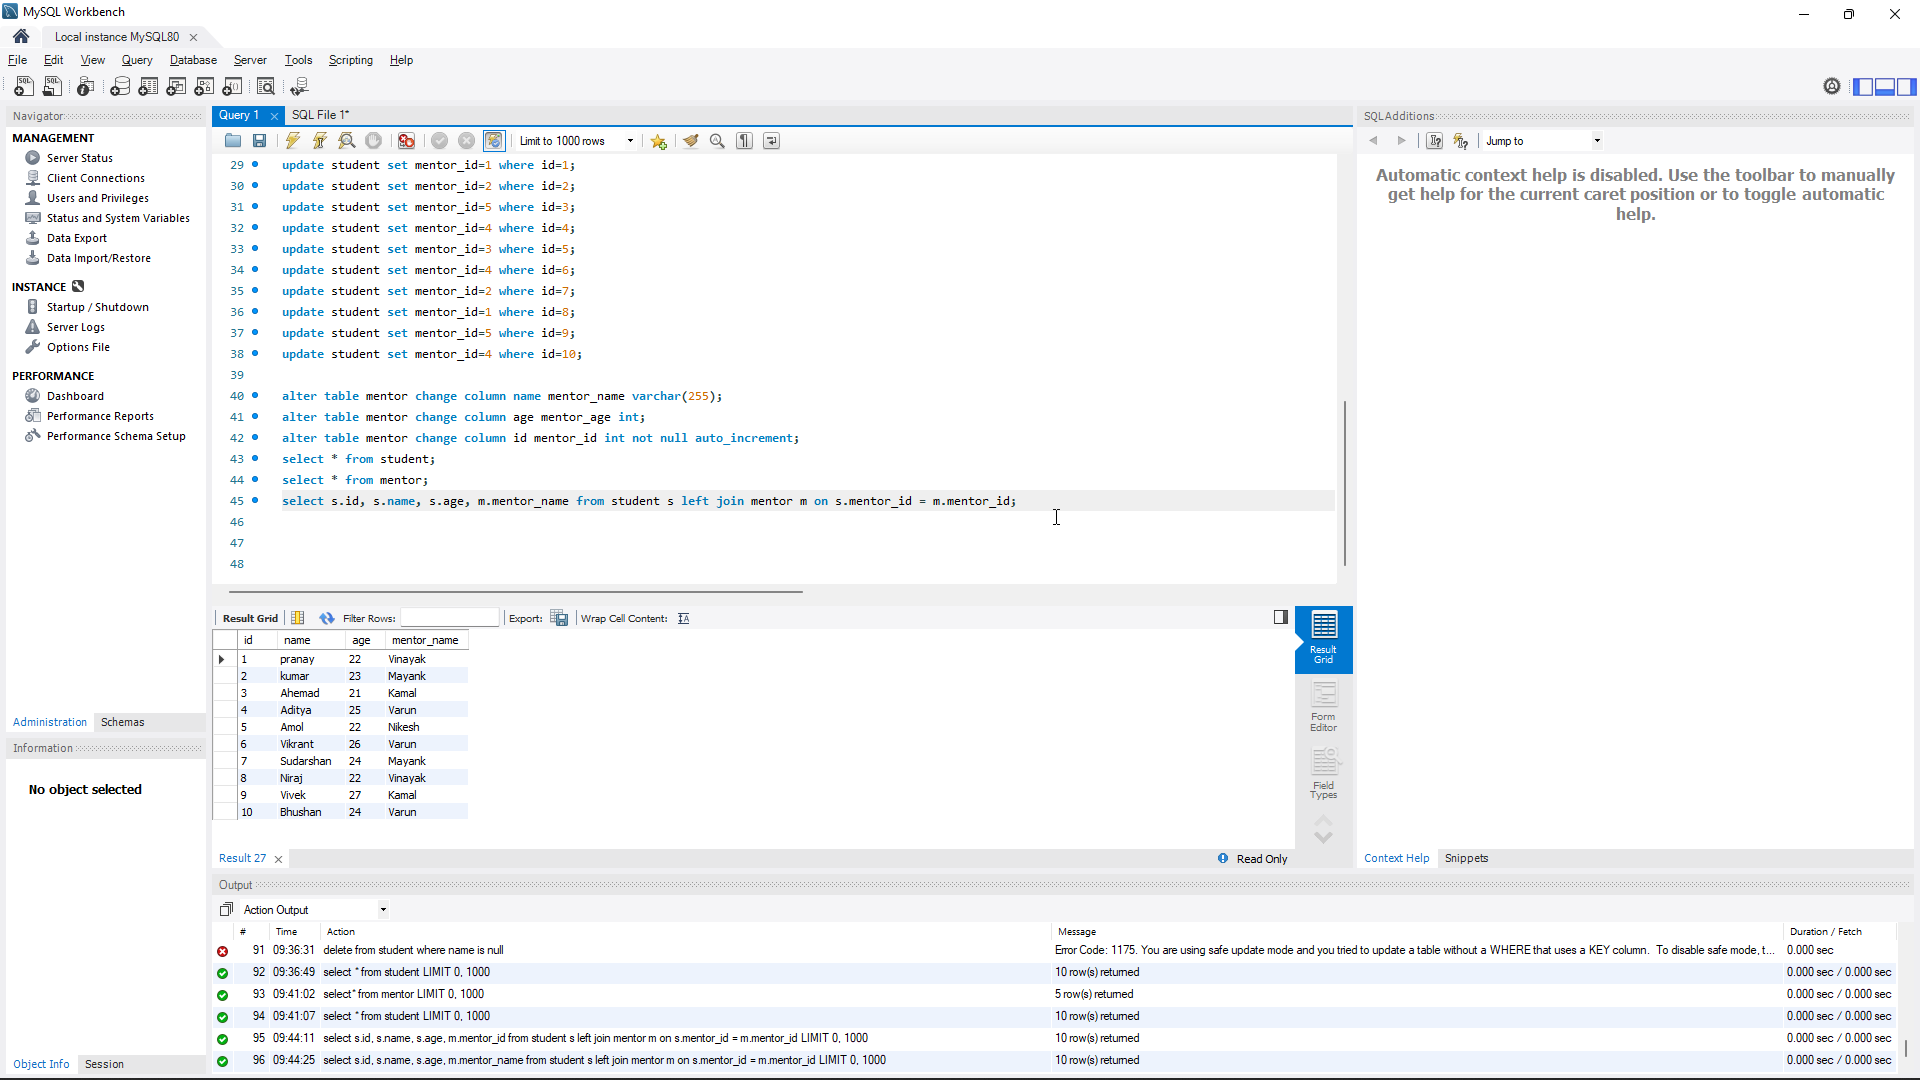 MySQL Workbench
Local instance MySQL80
File Edit View Query Database Server Tools Scripting Help
Navigator
MANAGEMENT
Server Status
Client Connections
Users and Privileges
Status and System Variables
Data Export
Data Import/Restore
INSTANCE
Startup / Shutdown
Server Logs
Options File
PERFORMANCE
Dashboard
Performance Reports
Performance Schema Setup
Administration Schemas
Information
No object selected
Object Info Session
Query 1 SQL File 1*
Limit to 1000 rows
29 update student set mentor_id=1 where id=1;
30 update student set mentor_id=2 where id=2;
31 update student set mentor_id=5 where id=3;
32 update student set mentor_id=4 where id=4;
33 update student set mentor_id=3 where id=5;
34 update student set mentor_id=4 where id=6;
35 update student set mentor_id=2 where id=7;
36 update student set mentor_id=1 where id=8;
37 update student set mentor_id=5 where id=9;
38 update student set mentor_id=4 where id=10;
39
40 alter table mentor change column name mentor_name varchar(255);
41 alter table mentor change column age mentor_age int;
42 alter table mentor change column id mentor_id int not null auto_increment;
43 select * from student;
44 select * from mentor;
45 select s.id, s.name, s.age, m.mentor_name from student s left join mentor m on s.mentor_id = m.mentor_id;
46
47
48
Result Grid Filter Rows: Export: Wrap Cell Content:
id name age mentor_name
1 pranay 22 Vinayak
2 kumar 23 Mayank
3 Ahemad 21 Kamal
4 Aditya 25 Varun
5 Amol 22 Nikesh
6 Vikrant 26 Varun
7 Sudarshan 24 Mayank
8 Niraj 22 Vinayak
9 Vivek 27 Kamal
10 Bhushan 24 Varun
Result Grid
Form Editor
Field Types
Result 27 Read Only
SQLAdditions
Jump to
Automatic context help is disabled. Use the toolbar to manually
get help for the current caret position or to toggle automatic
help.
Context Help Snippets
Output
Action Output
# Time Action Message Duration / Fetch
91 09:36:31 delete from student where name is null Error Code: 1175. You are using safe update mode and you tried to update a table without a WHERE that uses a KEY column. To disable safe mode, t... 0.000 sec
92 09:36:49 select * from student LIMIT 0, 1000 10 row(s) returned 0.000 sec / 0.000 sec
93 09:41:02 select* from mentor LIMIT 0, 1000 5 row(s) returned 0.000 sec / 0.000 sec
94 09:41:07 select * from student LIMIT 0, 1000 10 row(s) returned 0.000 sec / 0.000 sec
95 09:44:11 select s.id, s.name, s.age, m.mentor_id from student s left join mentor m on s.mentor_id = m.mentor_id LIMIT 0, 1000 10 row(s) returned 0.000 sec / 0.000 sec
96 09:44:25 select s.id, s.name, s.age, m.mentor_name from student s left join mentor m on s.mentor_id = m.mentor_id LIMIT 0, 1000 10 row(s) returned 0.000 sec / 0.000 sec